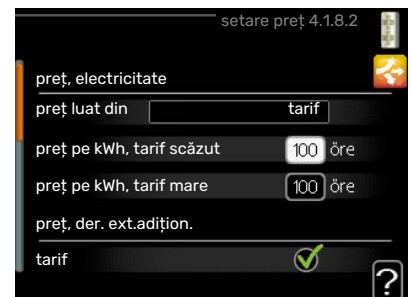 setare preț 4.1.8.2
preț, electricitate
preț luat din tarif
preț pe kWh, tarif scăzut 100 öre
preț pe kWh, tarif mare 100 öre
preț, der. ext.adițion.
tarif
?